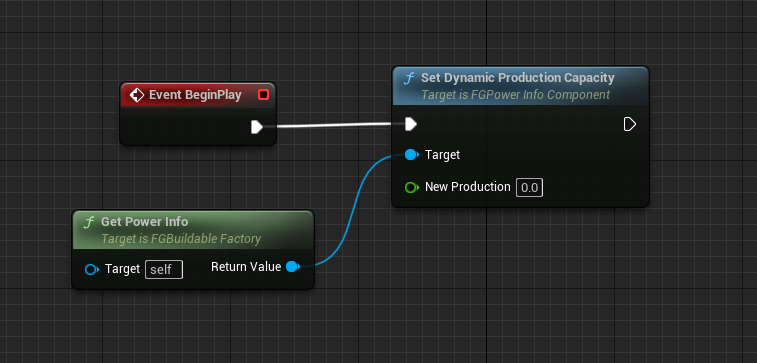 Event BeginPlay
Set Dynamic Production Capacity
Target is FGPower Info Component
Target
New Production 0.0
Get Power Info
Target is FGBuildable Factory
Target self Return Value